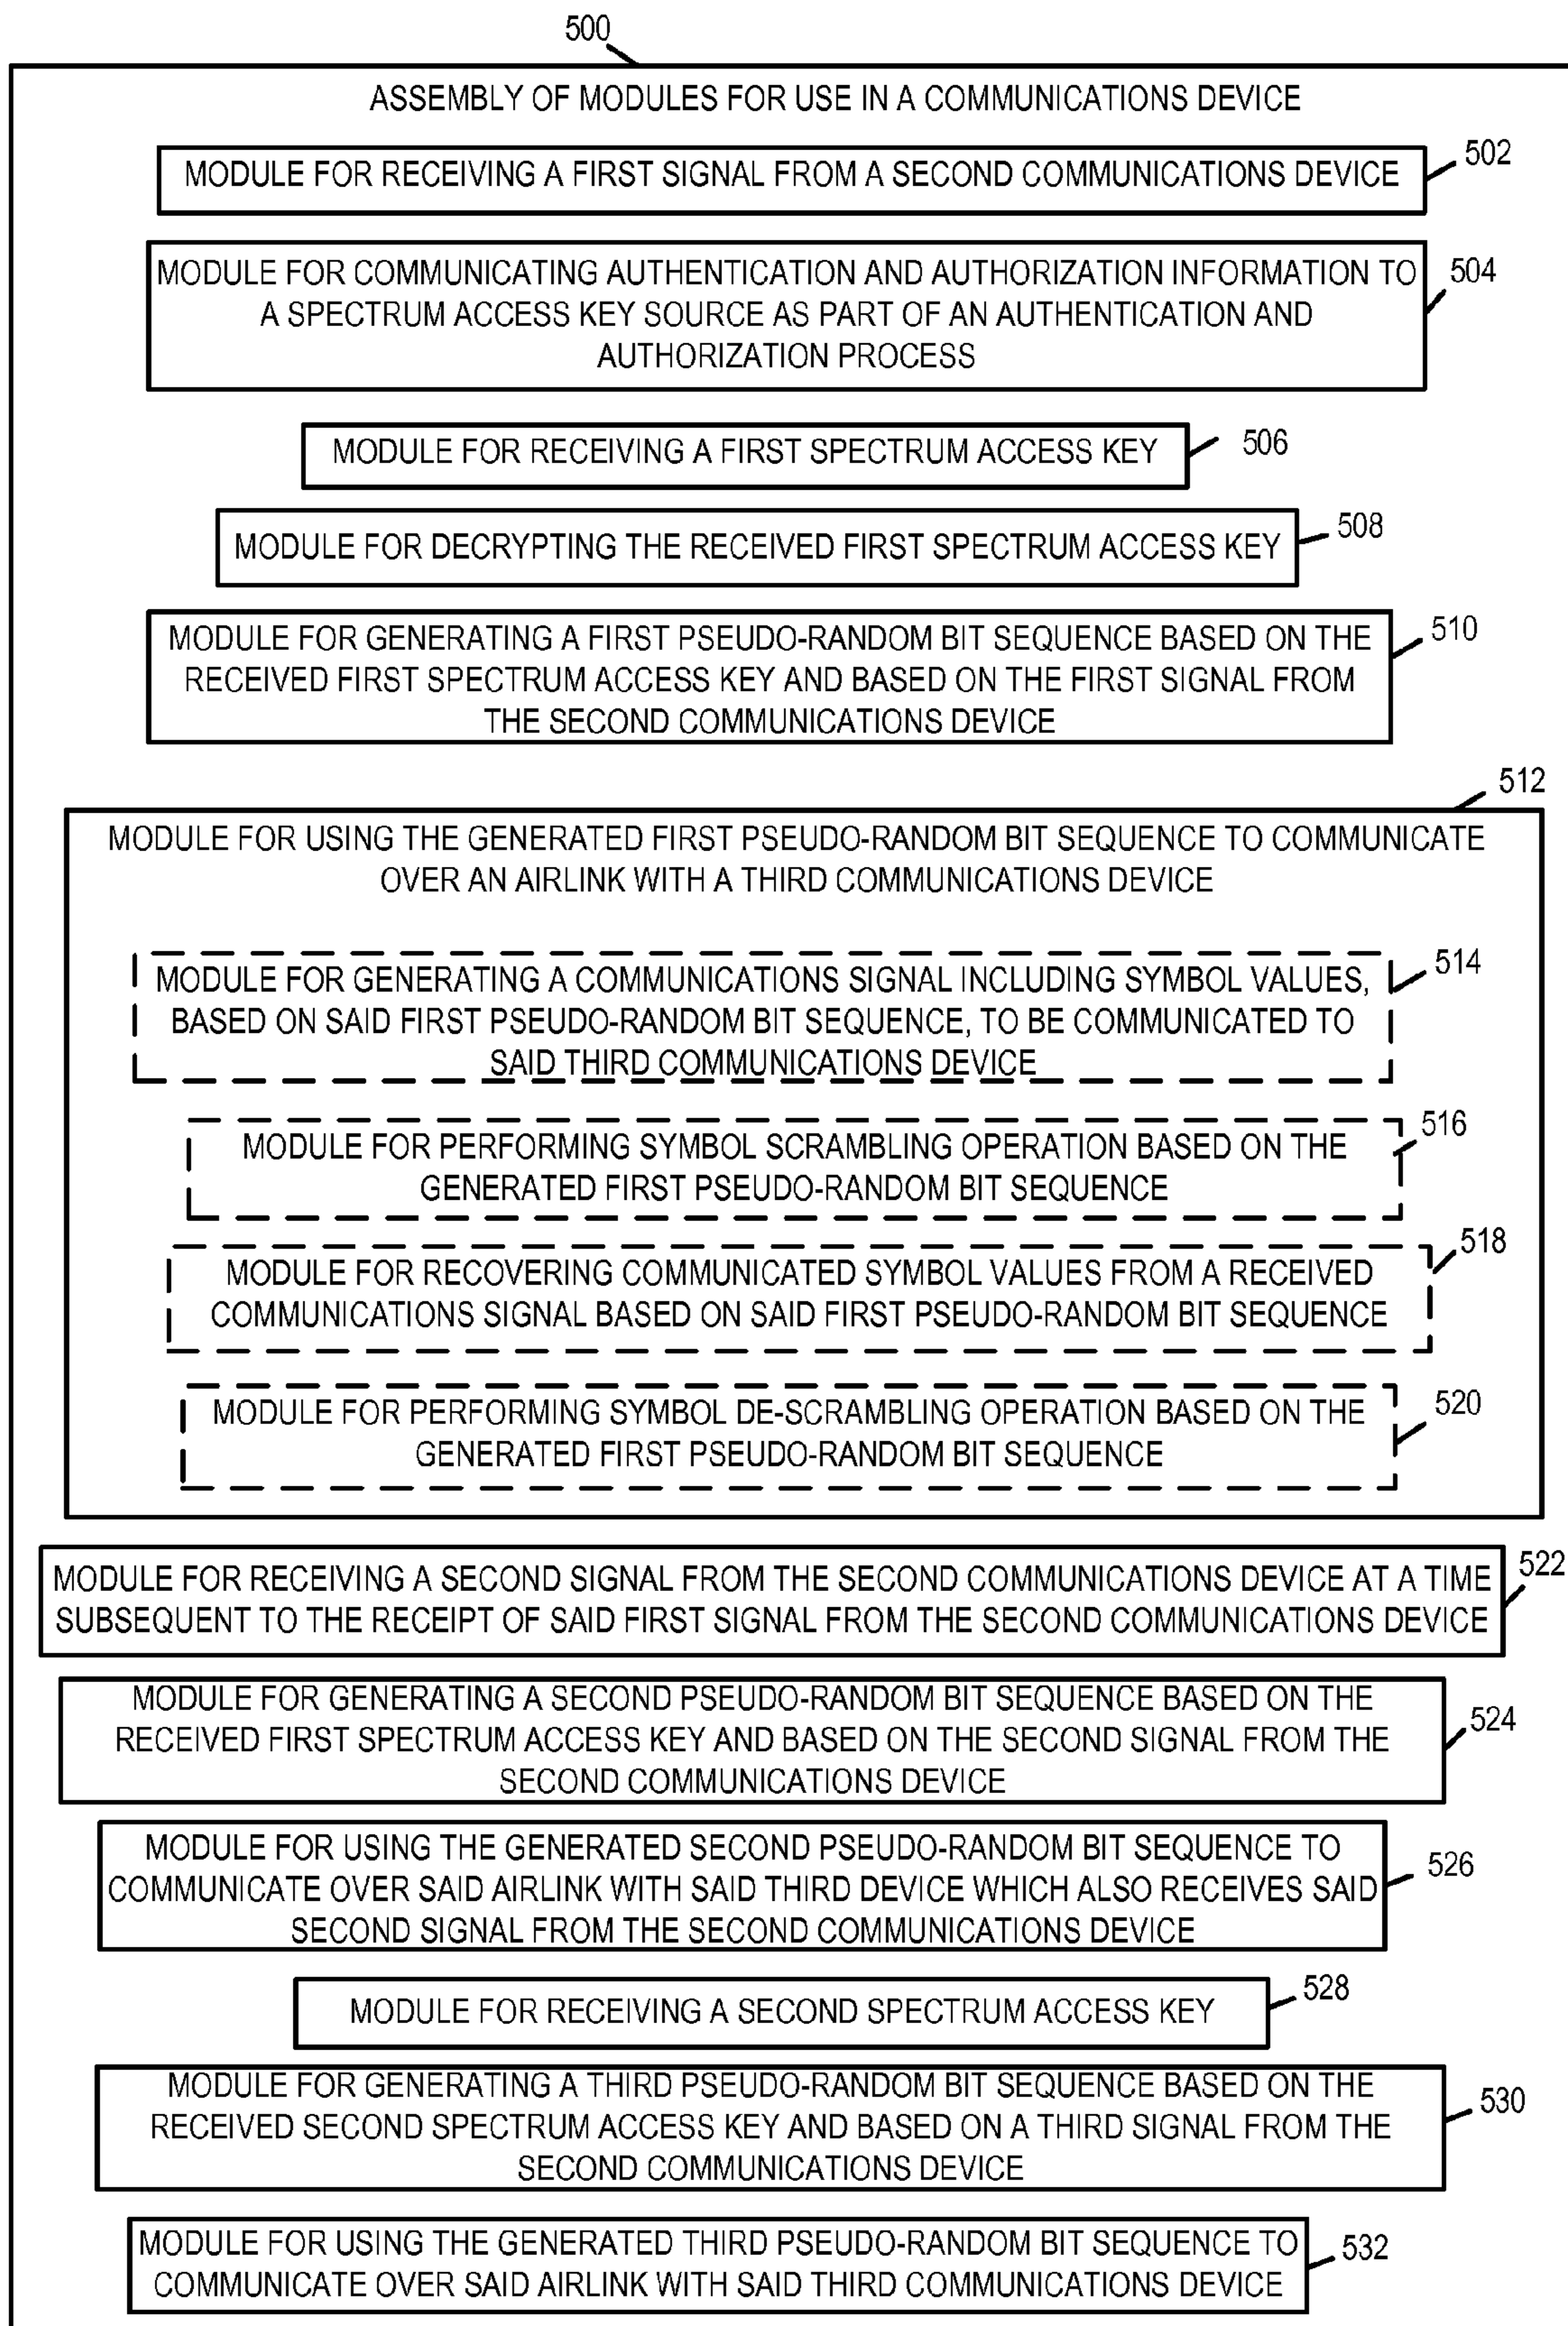 500
ASSEMBLY OF MODULES FOR USE IN A COMMUNICATIONS DEVICE
MODULE FOR RECEIVING A FIRST SIGNAL FROM A SECOND COMMUNICATIONS DEVICE
502
MODULE FOR COMMUNICATING AUTHENTICATION AND AUTHORIZATION INFORMATION TO
A SPECTRUM ACCESS KEY SOURCE AS PART OF AN AUTHENTICATION AND
AUTHORIZATION PROCESS
504
MODULE FOR RECEIVING A FIRST SPECTRUM ACCESS KEY
506
MODULE FOR DECRYPTING THE RECEIVED FIRST SPECTRUM ACCESS KEY
508
MODULE FOR GENERATING A FIRST PSEUDO-RANDOM BIT SEQUENCE BASED ON THE
RECEIVED FIRST SPECTRUM ACCESS KEY AND BASED ON THE FIRST SIGNAL FROM
THE SECOND COMMUNICATIONS DEVICE
510
512
MODULE FOR USING THE GENERATED FIRST PSEUDO-RANDOM BIT SEQUENCE TO COMMUNICATE
OVER AN AIRLINK WITH A THIRD COMMUNICATIONS DEVICE
MODULE FOR GENERATING A COMMUNICATIONS SIGNAL INCLUDING SYMBOL VALUES,
BASED ON SAID FIRST PSEUDO-RANDOM BIT SEQUENCE, TO BE COMMUNICATED TO
SAID THIRD COMMUNICATIONS DEVICE
514
MODULE FOR PERFORMING SYMBOL SCRAMBLING OPERATION BASED ON THE
GENERATED FIRST PSEUDO-RANDOM BIT SEQUENCE
516
MODULE FOR RECOVERING COMMUNICATED SYMBOL VALUES FROM A RECEIVED
COMMUNICATIONS SIGNAL BASED ON SAID FIRST PSEUDO-RANDOM BIT SEQUENCE
518
MODULE FOR PERFORMING SYMBOL DE-SCRAMBLING OPERATION BASED ON THE
GENERATED FIRST PSEUDO-RANDOM BIT SEQUENCE
520
MODULE FOR RECEIVING A SECOND SIGNAL FROM THE SECOND COMMUNICATIONS DEVICE AT A TIME
SUBSEQUENT TO THE RECEIPT OF SAID FIRST SIGNAL FROM THE SECOND COMMUNICATIONS DEVICE
522
MODULE FOR GENERATING A SECOND PSEUDO-RANDOM BIT SEQUENCE BASED ON THE
RECEIVED FIRST SPECTRUM ACCESS KEY AND BASED ON THE SECOND SIGNAL FROM THE
SECOND COMMUNICATIONS DEVICE
524
MODULE FOR USING THE GENERATED SECOND PSEUDO-RANDOM BIT SEQUENCE TO
COMMUNICATE OVER SAID AIRLINK WITH SAID THIRD DEVICE WHICH ALSO RECEIVES SAID
SECOND SIGNAL FROM THE SECOND COMMUNICATIONS DEVICE
526
MODULE FOR RECEIVING A SECOND SPECTRUM ACCESS KEY
528
MODULE FOR GENERATING A THIRD PSEUDO-RANDOM BIT SEQUENCE BASED ON THE
RECEIVED SECOND SPECTRUM ACCESS KEY AND BASED ON A THIRD SIGNAL FROM THE
SECOND COMMUNICATIONS DEVICE
530
MODULE FOR USING THE GENERATED THIRD PSEUDO-RANDOM BIT SEQUENCE TO
COMMUNICATE OVER SAID AIRLINK WITH SAID THIRD COMMUNICATIONS DEVICE
532